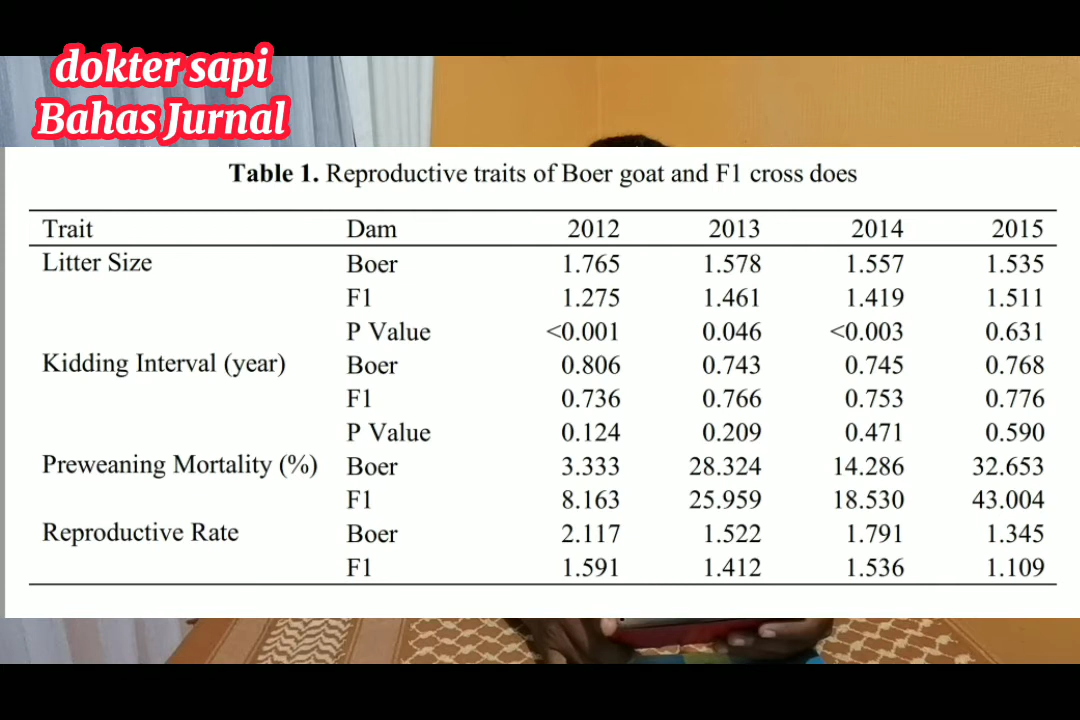 dokter sapi
Bahas Jurnal
Table 1. Reproductive traits of Boer goat and F1 cross does
Trait Dam 2012 2013 2014 2015
Litter Size Boer 1.765 1.578 1.557 1.535
F1 1.275 1.461 1.419 1.511
P Value <0.001 0.046 <0.003 0.631
Kidding Interval (year) Boer 0.806 0.743 0.745 0.768
F1 0.736 0.766 0.753 0.776
P Value 0.124 0.209 0.471 0.590
Preweaning Mortality (%) Boer 3.333 28.324 14.286 32.653
F1 8.163 25.959 18.530 43.004
Reproductive Rate Boer 2.117 1.522 1.791 1.345
F1 1.591 1.412 1.536 1.109